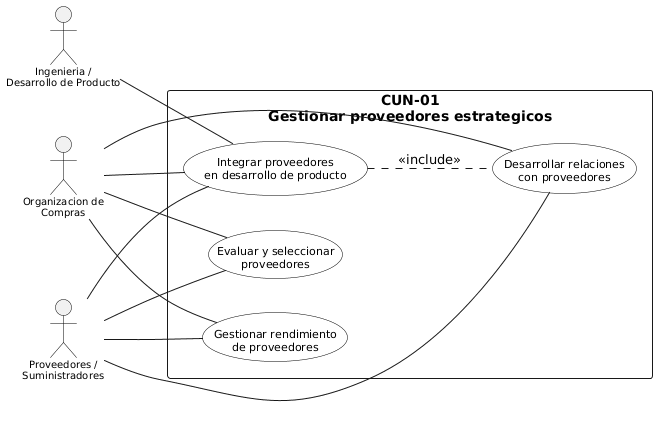 Ingenieria /
Desarrollo de Producto
CUN-01
Gestionar proveedores estrategicos
Integrar proveedores
en desarrollo de producto
«include»
Desarrollar relaciones
con proveedores
Organizacion de
Compras
Evaluar y seleccionar
proveedores
Gestionar rendimiento
de proveedores
Proveedores /
Suministradores